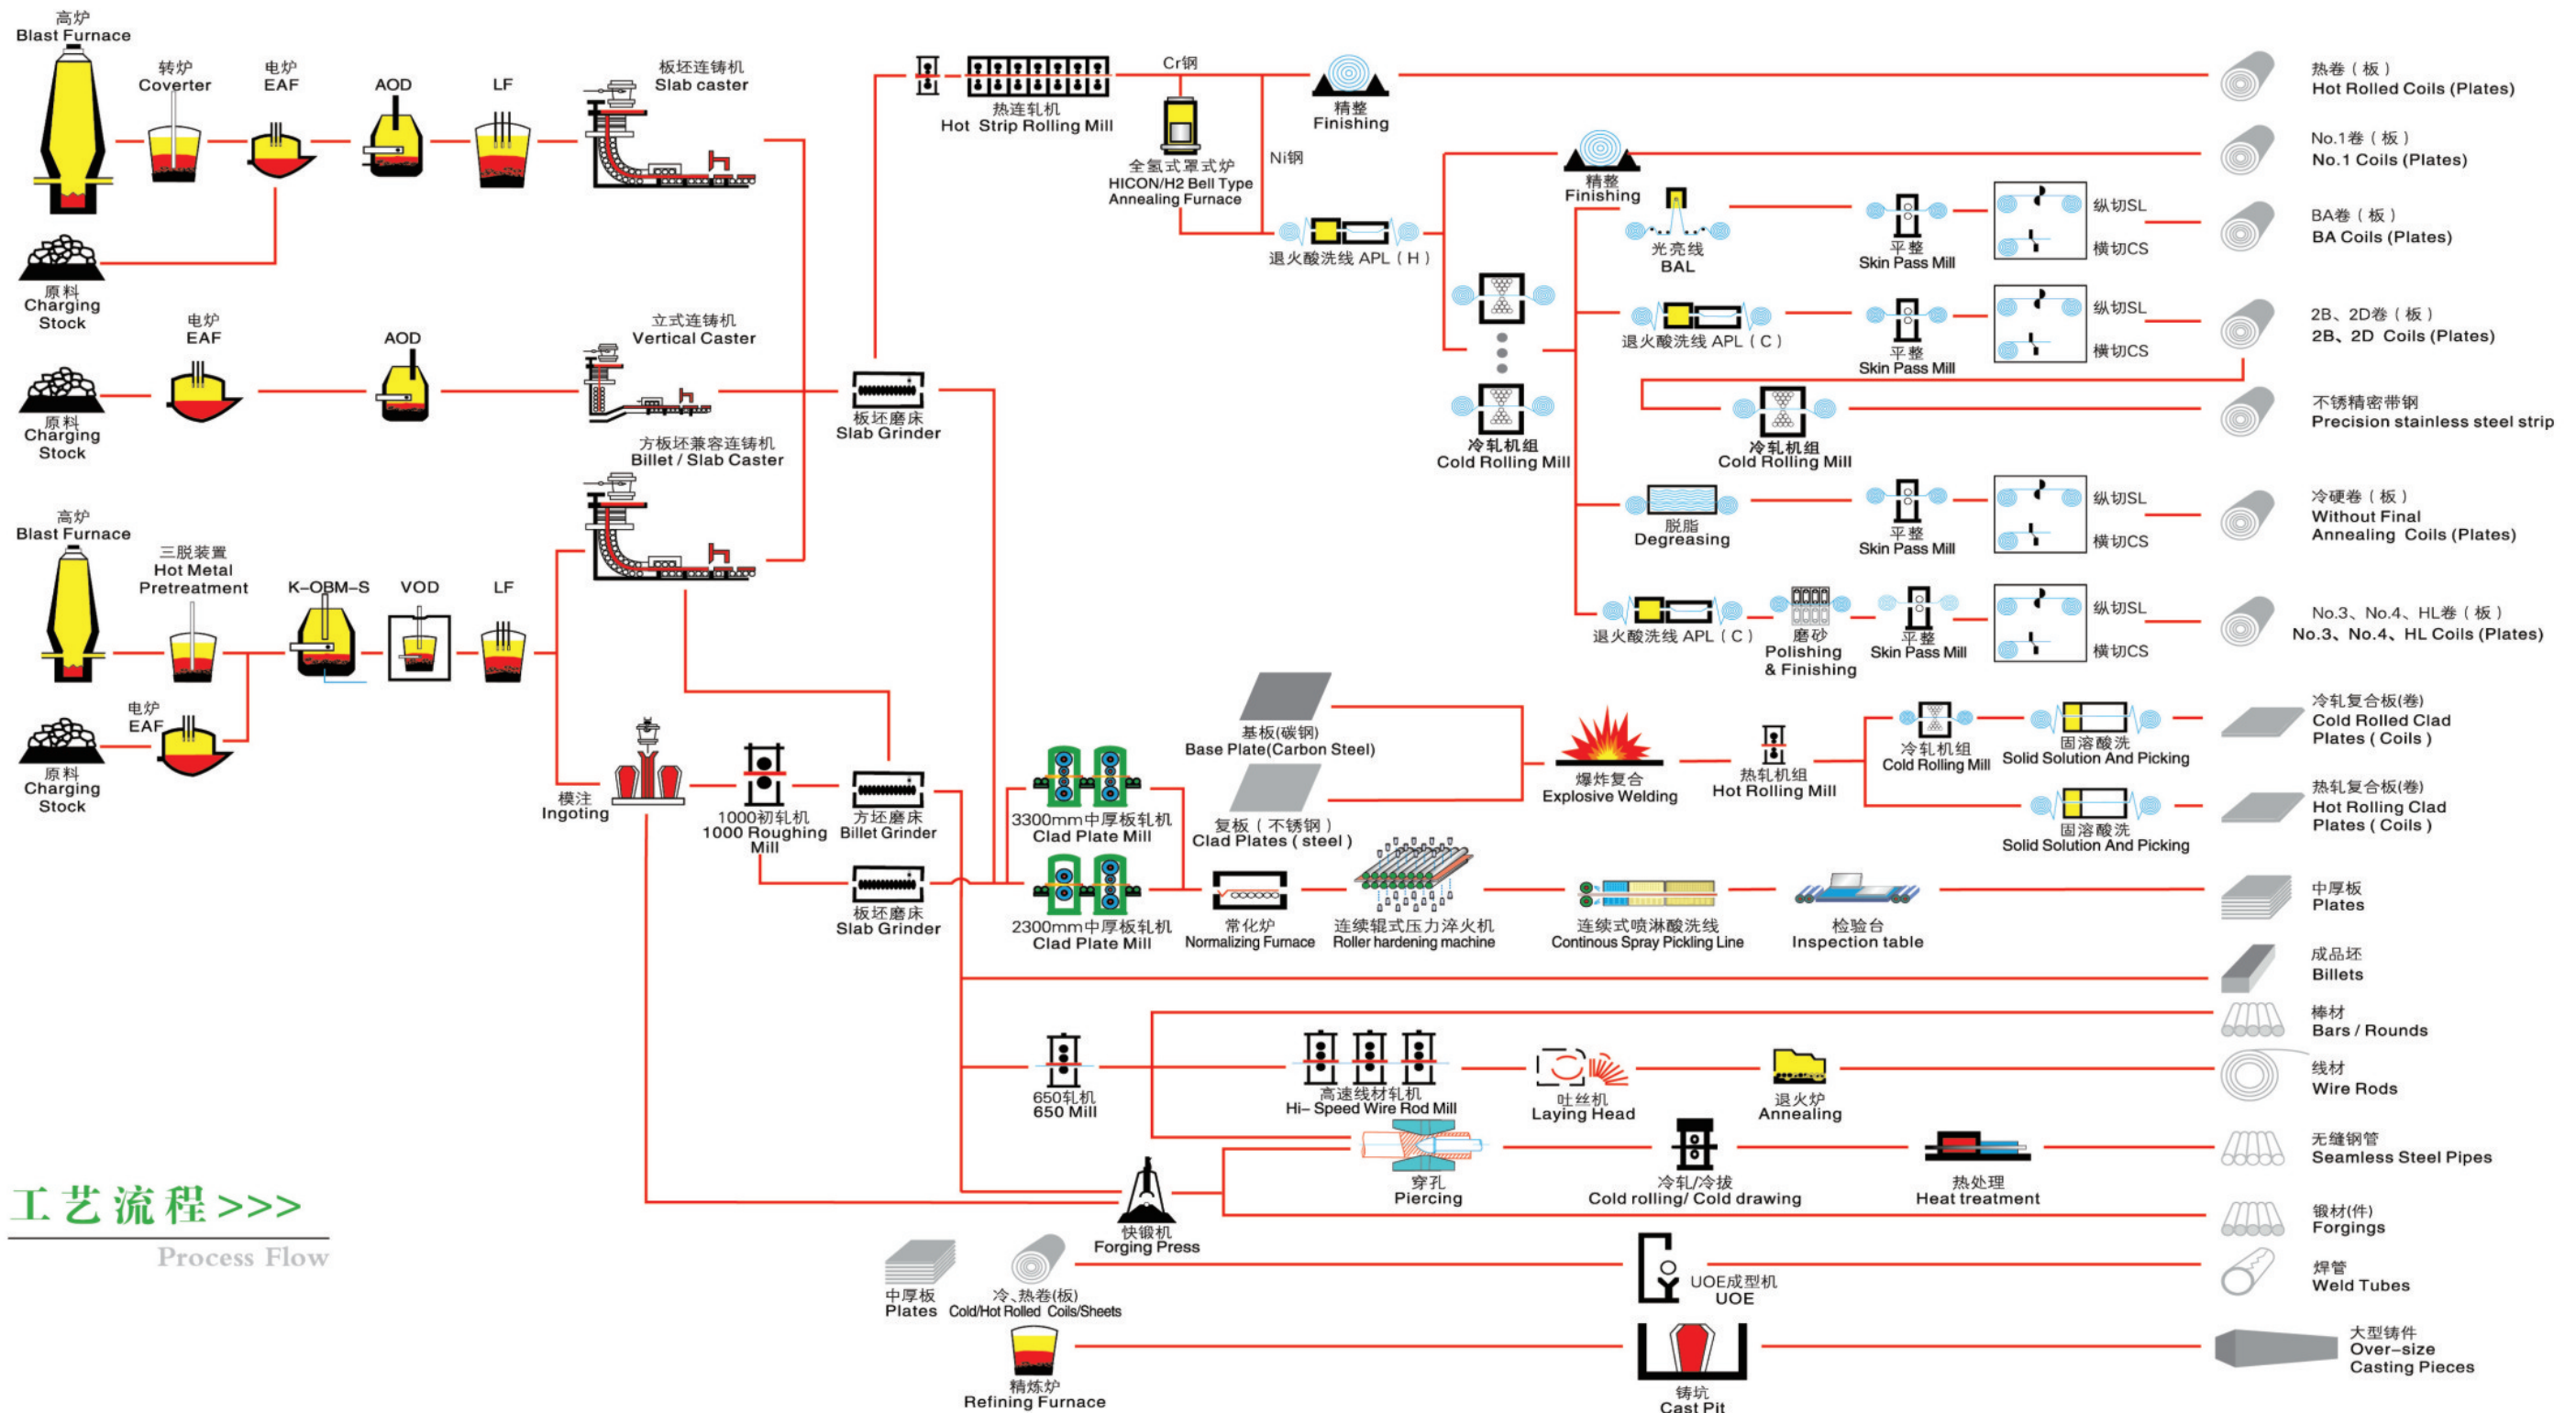 高炉
Blast Furnace
转炉
Coverter
电炉
EAF
AOD
LF
板坯连铸机
Slab caster
原料
Charging
Stock
电炉
EAF
AOD
立式连铸机
Vertical Caster
原料
Charging
Stock
方板坯兼容连铸机
Billet / Slab Caster
板坯磨床
Slab Grinder
高炉
Blast Furnace
三脱装置
Hot Metal
Pretreatment
K-OBM-S
VOD
LF
电炉
EAF
原料
Charging
Stock
模注
Ingoting
1000初轧机
1000 Roughing
Mill
方坯磨床
Billet Grinder
板坯磨床
Slab Grinder
热连轧机
Hot Strip Rolling Mill
Cr钢
全氢式罩式炉
HICON/H2 Bell Type
Annealing Furnace
Ni钢
精整
Finishing
退火酸洗线 APL（H）
精整
Finishing
冷轧机组
Cold Rolling Mill
光亮线
BAL
平整
Skin Pass Mill
纵切SL
横切CS
退火酸洗线 APL（C）
平整
Skin Pass Mill
纵切SL
横切CS
冷轧机组
Cold Rolling Mill
脱脂
Degreasing
平整
Skin Pass Mill
纵切SL
横切CS
退火酸洗线 APL（C）
磨砂
Polishing
& Finishing
平整
Skin Pass Mill
纵切SL
横切CS
热卷（板）
Hot Rolled Coils (Plates)
No.1卷（板）
No.1 Coils (Plates)
BA卷（板）
BA Coils (Plates)
2B、2D卷（板）
2B、2D Coils (Plates)
不锈精密带钢
Precision stainless steel strip
冷硬卷（板）
Without Final
Annealing Coils (Plates)
No.3、No.4、HL卷（板）
No.3、No.4、HL Coils (Plates)
基板(碳钢)
Base Plate(Carbon Steel)
复板（不锈钢）
Clad Plates ( steel )
爆炸复合
Explosive Welding
热轧机组
Hot Rolling Mill
冷轧机组
Cold Rolling Mill
固溶酸洗
Solid Solution And Picking
固溶酸洗
Solid Solution And Picking
冷轧复合板(卷)
Cold Rolled Clad
Plates ( Coils )
热轧复合板(卷)
Hot Rolling Clad
Plates ( Coils )
3300mm中厚板轧机
Clad Plate Mill
2300mm中厚板轧机
Clad Plate Mill
常化炉
Normalizing Furnace
连续辊式压力淬火机
Roller hardening machine
连续式喷淋酸洗线
Continous Spray Pickling Line
检验台
Inspection table
中厚板
Plates
成品坯
Billets
650轧机
650 Mill
高速线材轧机
Hi- Speed Wire Rod Mill
吐丝机
Laying Head
退火炉
Annealing
棒材
Bars / Rounds
线材
Wire Rods
快锻机
Forging Press
穿孔
Piercing
冷轧/冷拔
Cold rolling/ Cold drawing
热处理
Heat treatment
无缝钢管
Seamless Steel Pipes
锻材(件)
Forgings
中厚板
Plates
冷、热卷(板)
Cold/Hot Rolled Coils/Sheets
UOE成型机
UOE
焊管
Weld Tubes
精炼炉
Refining Furnace
铸坑
Cast Pit
大型铸件
Over-size
Casting Pieces
工艺流程>>>
Process Flow